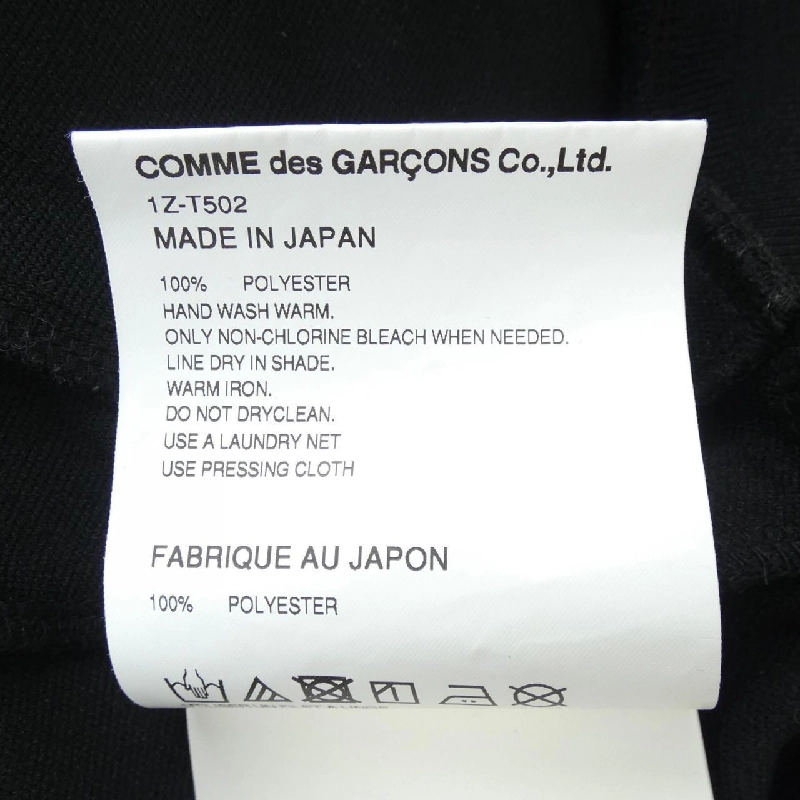 COMME des GARÇONS Co.,Ltd.
1Z-T502
MADE IN JAPAN
100% POLYESTER
HAND WASH WARM.
ONLY NON-CHLORINE BLEACH WHEN NEEDED.
LINE DRY IN SHADE.
WARM IRON.
DO NOT DRYCLEAN.
USE A LAUNDRY NET
USE PRESSING CLOTH
FABRIQUE AU JAPON
100% POLYESTER